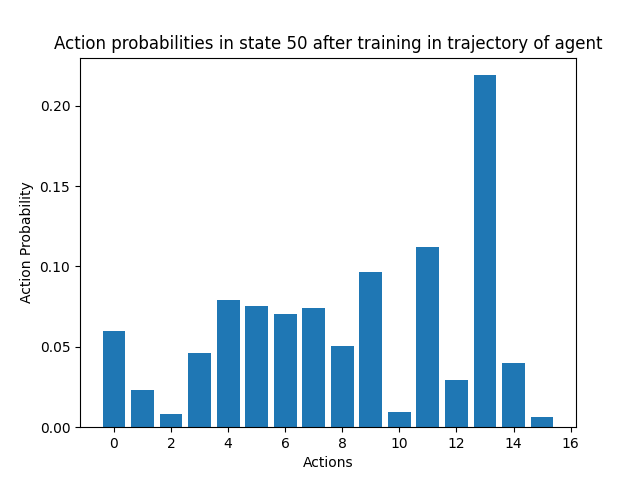 Action probabilities in state 50 after training in trajectory of agent
0.20
0.15
0.10
0.05
0.00
Action Probability
0 2 4 6 8 10 12 14 16
Actions